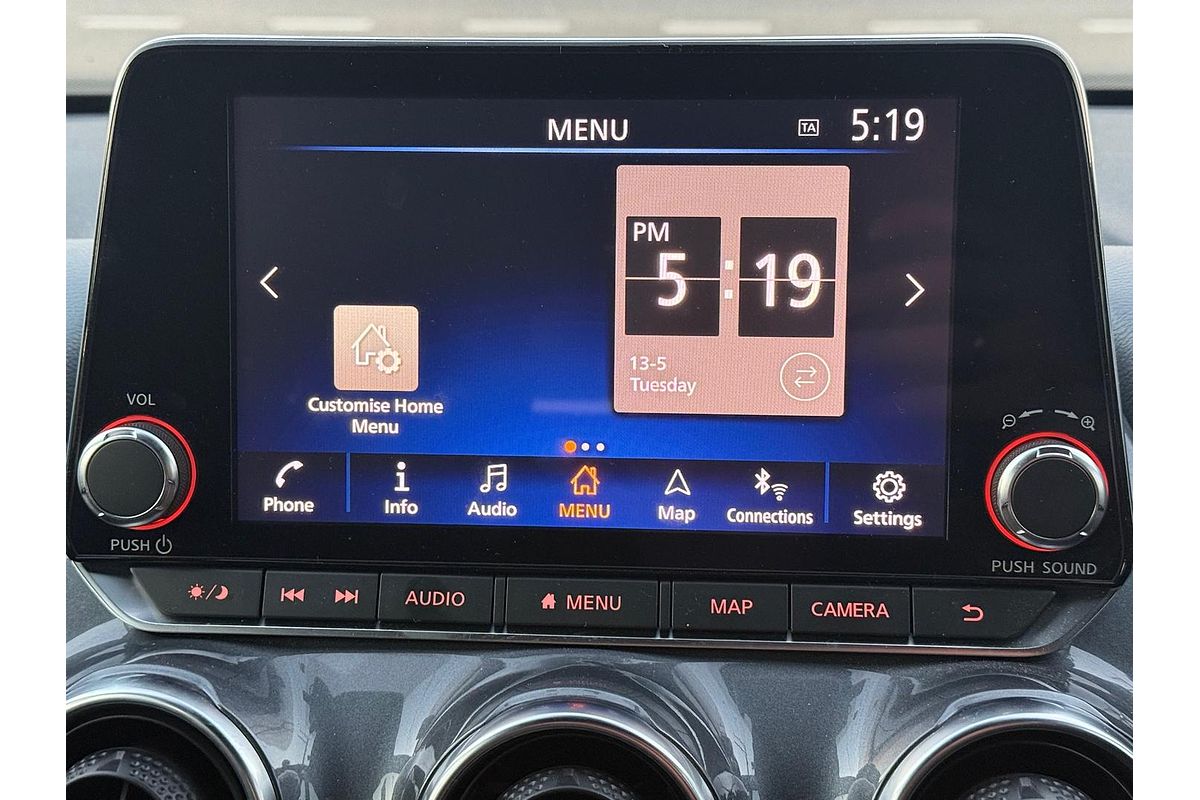 MENU
TA
5:19
PM
5:19
13-5
Tuesday
Customise Home
Menu
VOL
PUSH
Phone
Info
Audio
MENU
Map
Connections
Settings
PUSH SOUND
AUDIO
MENU
MAP
CAMERA